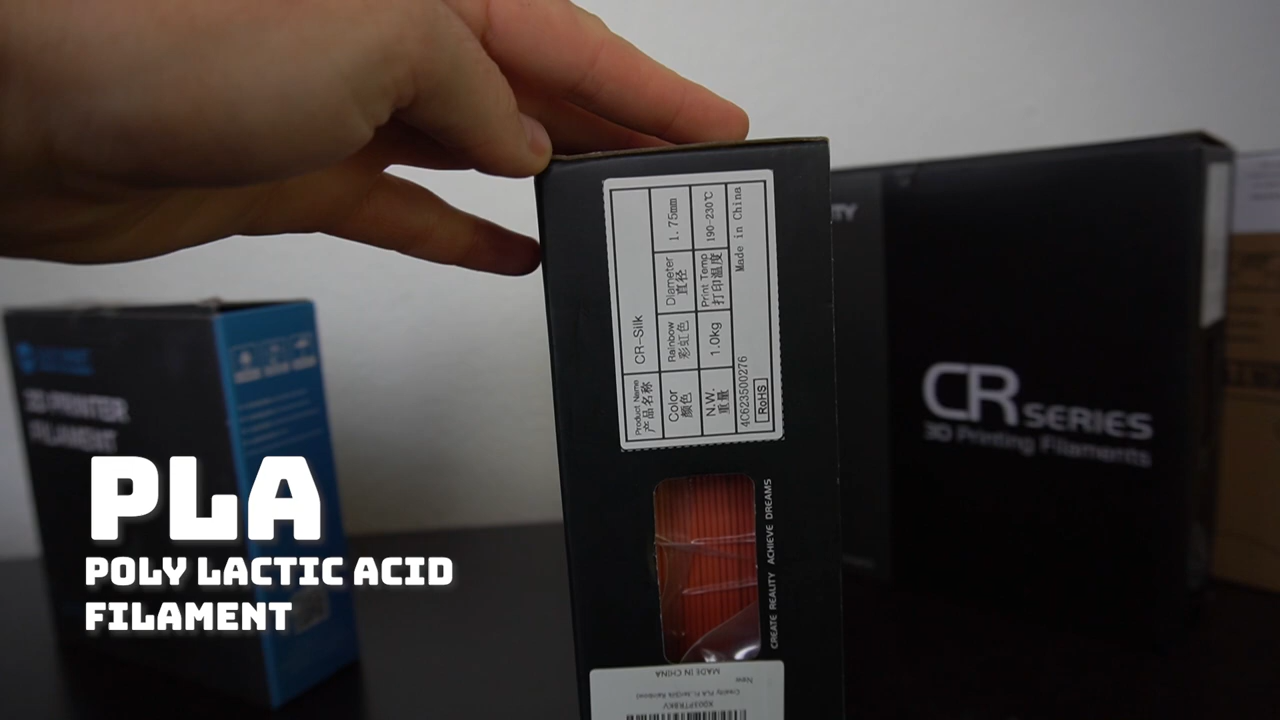 PLA
POLY LACTIC ACID
FILAMENT
3D PRINTER
FILAMENT
Product Name
产品名称
CR-Silk
Color
颜色
Rainbow
彩虹色
Diameter
直径
1.75mm
N.W.
重量
1.0kg
Print Temp
打印温度
190-230℃
4C623500276
Made in China
RoHS
CREATE REALITY ACHIEVE DREAMS
MADE IN CHINA
New
X003PTRBKV
TY
CR SERIES
3D Printing Filaments